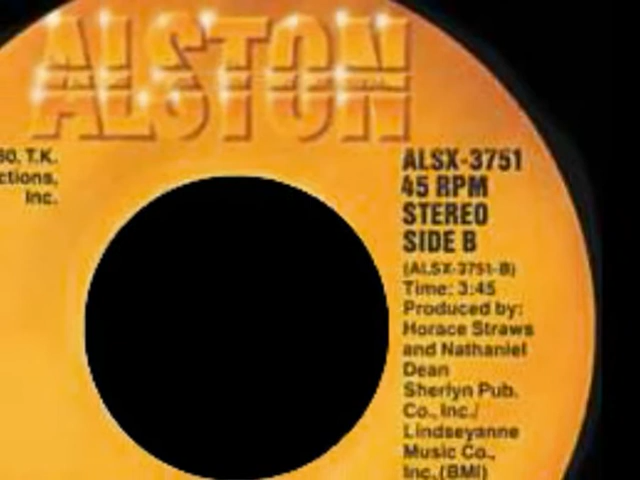 ALSTON
60, T.K.
ctions,
Inc.
ALSX-3751
45 RPM
STEREO
SIDE B
(ALSX-3751-B)
Time: 3:45
Produced by:
Horace Straws
and Nathaniel
Dean
Sherlyn Pub.
Co., Inc./
Lindseyanne
Music Co.,
Inc.(BMI)